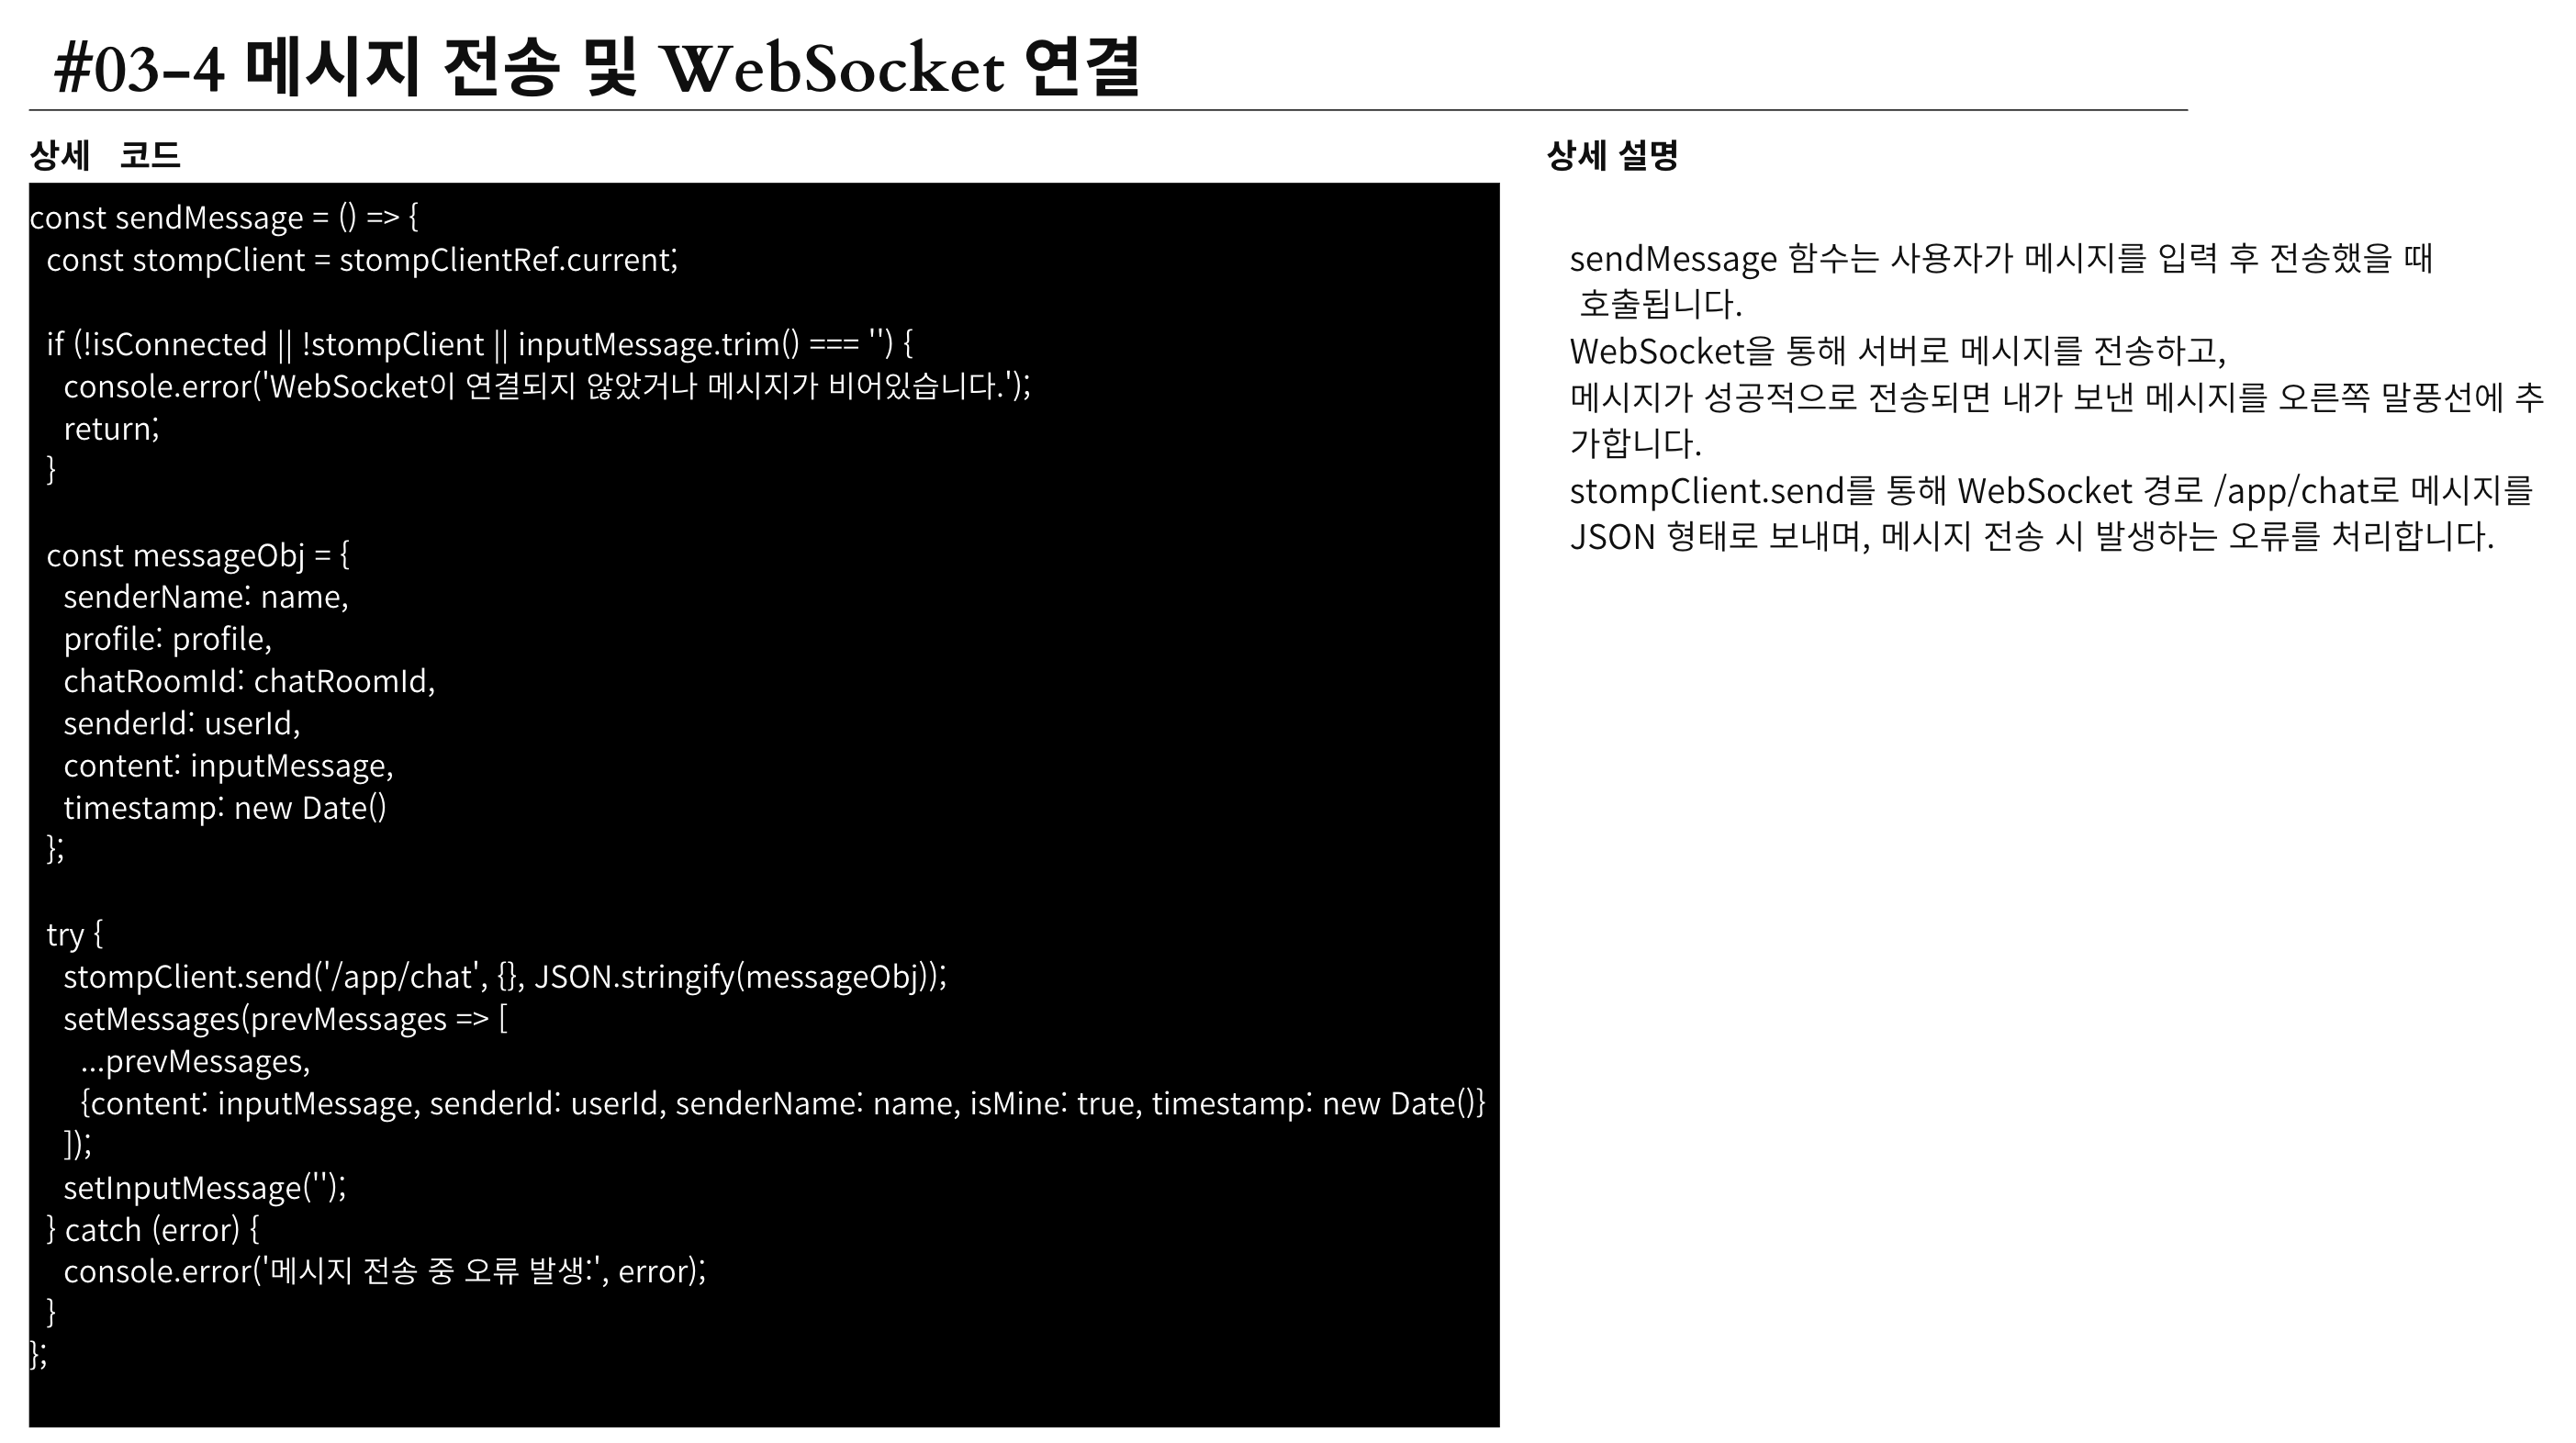 #03-4 메시지 전송 및 WebSocket 연결
상세 코드
const sendMessage = () => {
const stompClient = stompClientRef.current;
if (!isConnected || !stompClient || inputMessage.trim() === '') {
console.error('WebSocket이 연결되지 않았거나 메시지가 비어있습니다.');
return;
}
const messageObj = {
senderName: name,
profile: profile,
chatRoomId: chatRoomId,
senderId: userId,
content: inputMessage,
timestamp: new Date()
};
try {
stompClient.send('/app/chat', {}, JSON.stringify(messageObj));
setMessages(prevMessages => [
...prevMessages,
{content: inputMessage, senderId: userId, senderName: name, isMine: true, timestamp: new Date()}
]);
setInputMessage('');
} catch (error) {
console.error('메시지 전송 중 오류 발생:', error);
}
};
상세 설명
sendMessage 함수는 사용자가 메시지를 입력 후 전송했을 때
호출됩니다.
WebSocket을 통해 서버로 메시지를 전송하고,
메시지가 성공적으로 전송되면 내가 보낸 메시지를 오른쪽 말풍선에 추
가합니다.
stompClient.send를 통해 WebSocket 경로 /app/chat로 메시지를
JSON 형태로 보내며, 메시지 전송 시 발생하는 오류를 처리합니다.